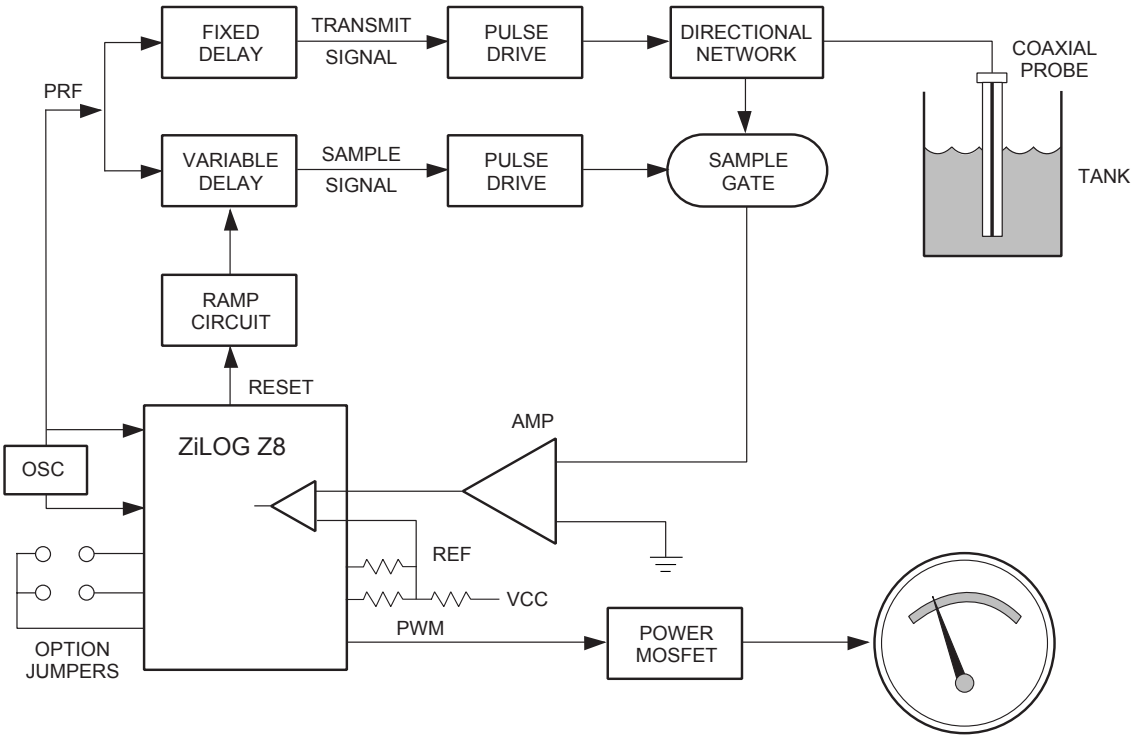 FIXED
DELAY
TRANSMIT
SIGNAL
PULSE
DRIVE
DIRECTIONAL
NETWORK
COAXIAL
PROBE
PRF
VARIABLE
DELAY
SAMPLE
SIGNAL
PULSE
DRIVE
SAMPLE
GATE
TANK
RAMP
CIRCUIT
RESET
ZiLOG Z8
AMP
OSC
REF
VCC
PWM
OPTION
JUMPERS
POWER
MOSFET